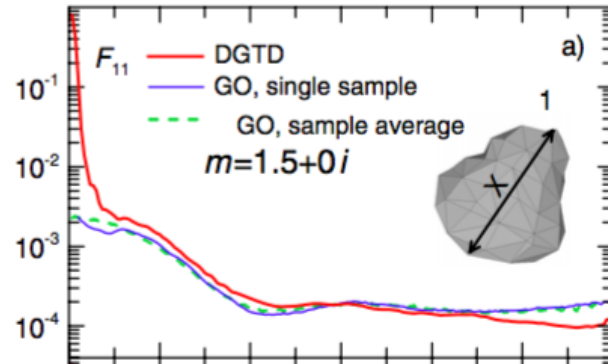 F₁₁ DGTD a)
GO, single sample
GO, sample average
m=1.5+0i
1
X
10⁻¹
10⁻²
10⁻³
10⁻⁴